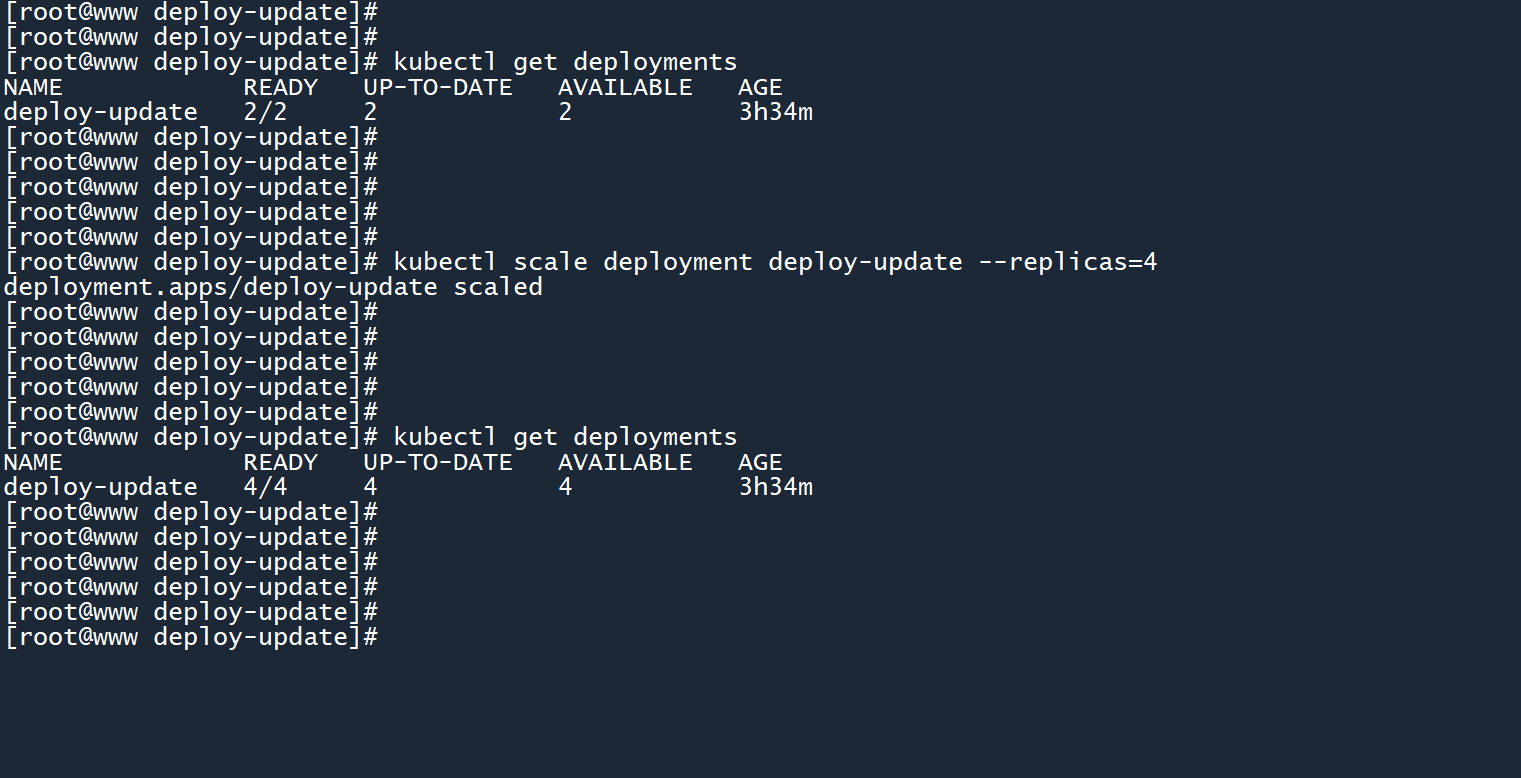 [root@www deploy-update]#
[root@www deploy-update]#
[root@www deploy-update]# kubectl get deployments
NAME            READY   UP-TO-DATE   AVAILABLE   AGE
deploy-update   2/2     2            2           3h34m
[root@www deploy-update]#
[root@www deploy-update]#
[root@www deploy-update]#
[root@www deploy-update]#
[root@www deploy-update]#
[root@www deploy-update]# kubectl scale deployment deploy-update --replicas=4
deployment.apps/deploy-update scaled
[root@www deploy-update]#
[root@www deploy-update]#
[root@www deploy-update]#
[root@www deploy-update]#
[root@www deploy-update]#
[root@www deploy-update]# kubectl get deployments
NAME            READY   UP-TO-DATE   AVAILABLE   AGE
deploy-update   4/4     4            4           3h34m
[root@www deploy-update]#
[root@www deploy-update]#
[root@www deploy-update]#
[root@www deploy-update]#
[root@www deploy-update]#
[root@www deploy-update]#